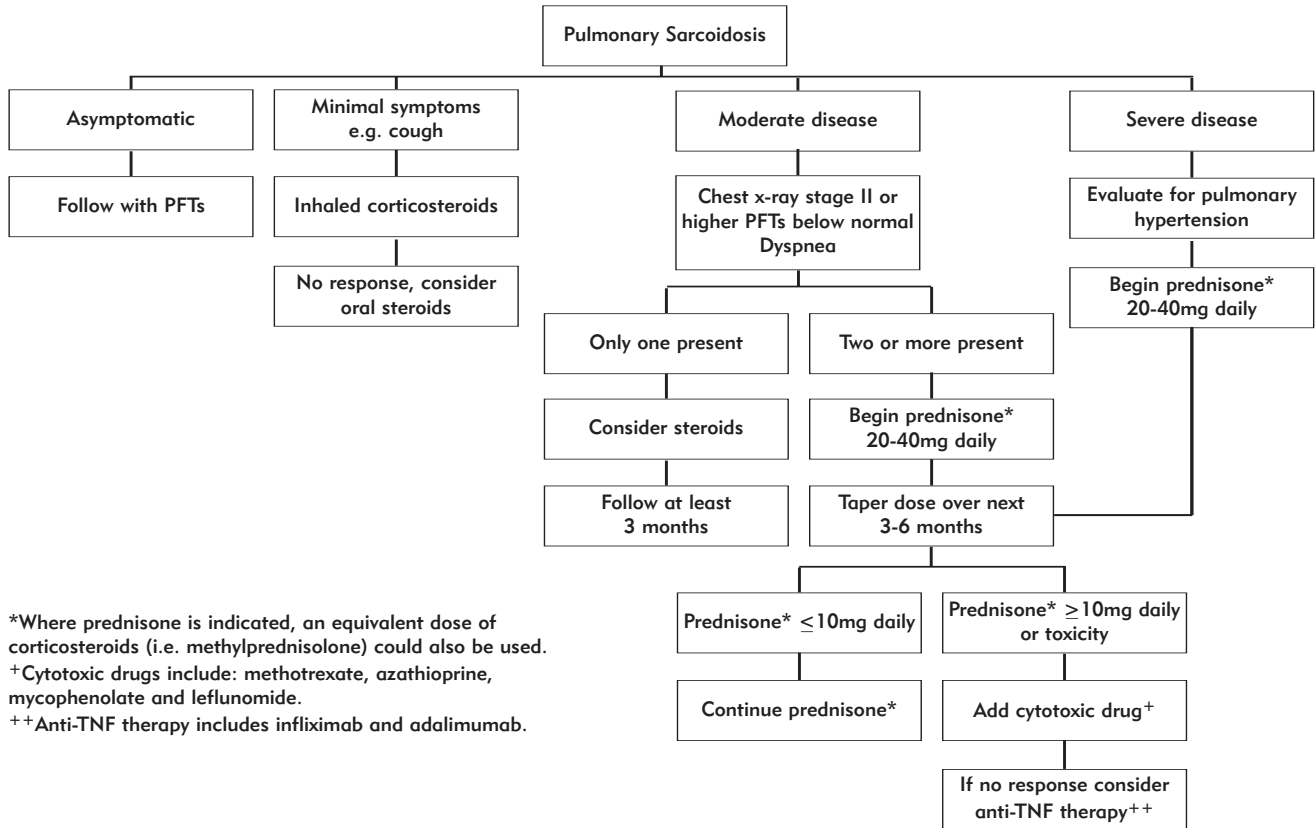 Pulmonary Sarcoidosis
Asymptomatic
Follow with PFTs
Minimal symptoms
e.g. cough
Inhaled corticosteroids
No response, consider
oral steroids
Moderate disease
Chest x-ray stage II or
higher PFTs below normal
Dyspnea
Only one present
Consider steroids
Follow at least
3 months
Two or more present
Begin prednisone*
20-40mg daily
Taper dose over next
3-6 months
Severe disease
Evaluate for pulmonary
hypertension
Begin prednisone*
20-40mg daily
Prednisone* ≤10mg daily
Continue prednisone*
Prednisone* ≥10mg daily
or toxicity
Add cytotoxic drug+
If no response consider
anti-TNF therapy++
*Where prednisone is indicated, an equivalent dose of
corticosteroids (i.e. methylprednisolone) could also be used.
+Cytotoxic drugs include: methotrexate, azathioprine,
mycophenolate and leflunomide.
++Anti-TNF therapy includes infliximab and adalimumab.